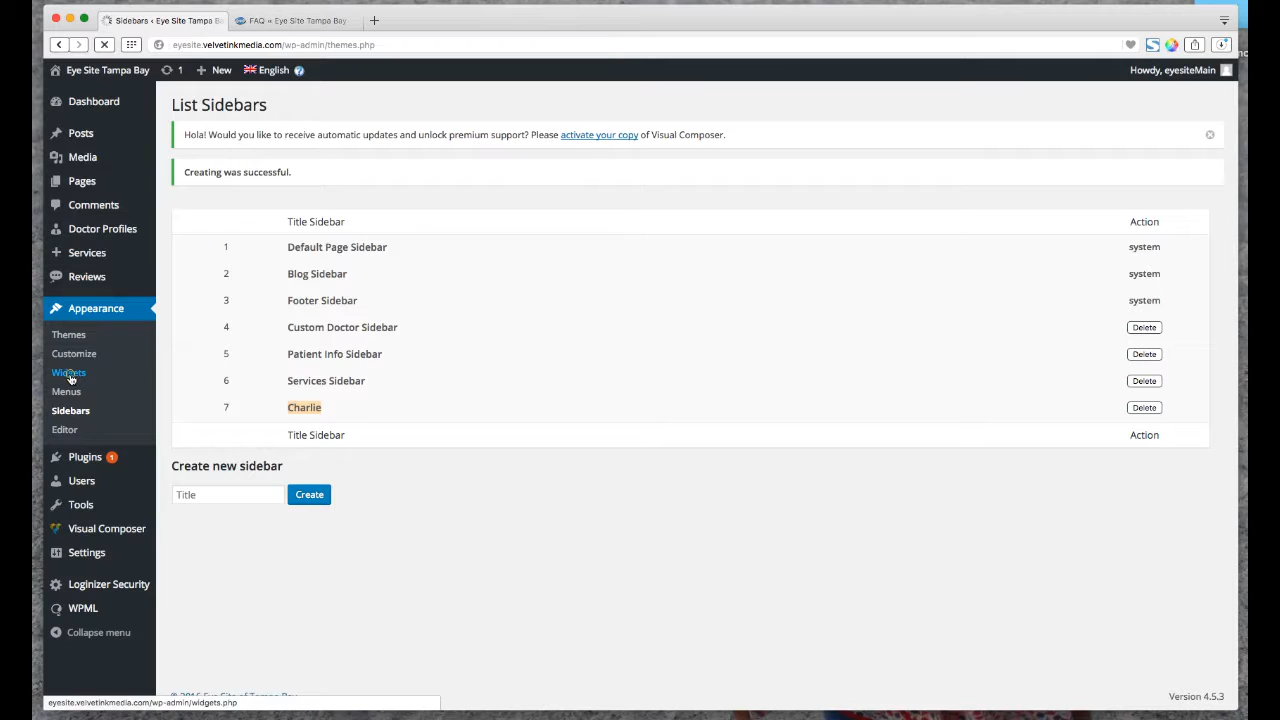 Sidebars ‹ Eye Site Tampa Ba
FAQ « Eye Site Tampa Bay
eyesite.velvetinkmedia.com/wp-admin/themes.php
Eye Site Tampa Bay
1
New
English
Howdy, eyesiteMain
Dashboard
Posts
Media
Pages
Comments
Doctor Profiles
Services
Reviews
Appearance
Themes
Customize
Widgets
Menus
Sidebars
Editor
Plugins 1
Users
Tools
Visual Composer
Settings
Loginizer Security
WPML
Collapse menu
List Sidebars
Hola! Would you like to receive automatic updates and unlock premium support? Please activate your copy of Visual Composer.
Creating was successful.
Title Sidebar Action
1 Default Page Sidebar system
2 Blog Sidebar system
3 Footer Sidebar system
4 Custom Doctor Sidebar Delete
5 Patient Info Sidebar Delete
6 Services Sidebar Delete
7 Charlie Delete
Title Sidebar Action
Create new sidebar
Title Create
© 2016 Eye Site of Tampa Bay
Version 4.5.3
eyesite.velvetinkmedia.com/wp-admin/widgets.php